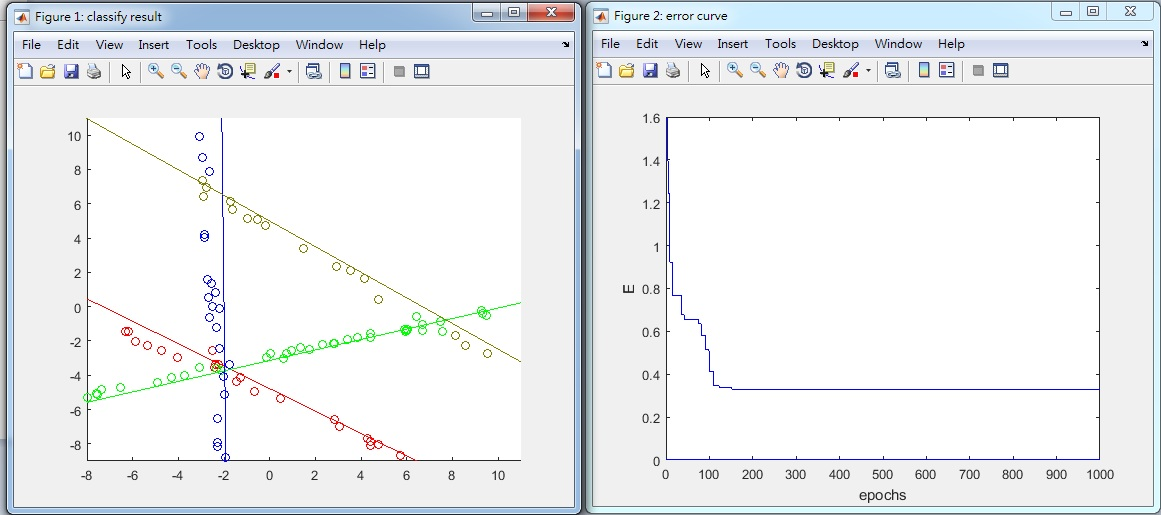 Figure 1: classify result
File Edit View Insert Tools Desktop Window Help
10
8
6
4
2
0
-2
-4
-6
-8
-8 -6 -4 -2 0 2 4 6 8 10
Figure 2: error curve
File Edit View Insert Tools Desktop Window Help
1.6
1.4
1.2
1
0.8
E
0.6
0.4
0.2
0
0 100 200 300 400 500 600 700 800 900 1000
epochs